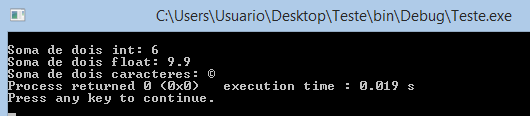 C:\Users\Usuario\Desktop\Teste\bin\Debug\Teste.exe
Soma de dois int: 6
Soma de dois float: 9.9
Soma de dois caracteres: ©
Process returned 0 (0x0)   execution time : 0.019 s
Press any key to continue.